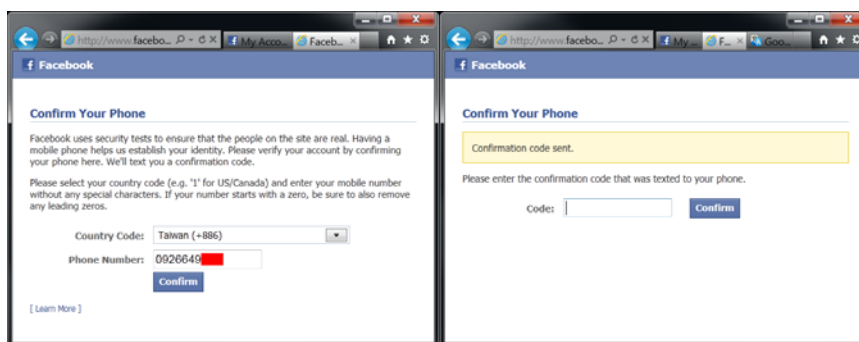 http://www.facebo...
My Acco...
Faceb...
Facebook
Confirm Your Phone
Facebook uses security tests to ensure that the people on the site are real. Having a
mobile phone helps us establish your identity. Please verify your account by confirming
your phone here. We'll text you a confirmation code.
Please select your country code (e.g. '1' for US/Canada) and enter your mobile number
without any special characters. If your number starts with a zero, be sure to also remove
any leading zeros.
Country Code: Taiwan (+886)
Phone Number: 0926649
Confirm
[ Learn More ]
http://www.facebo...
My ...
F...
Goo...
Facebook
Confirm Your Phone
Confirmation code sent.
Please enter the confirmation code that was texted to your phone.
Code:
Confirm